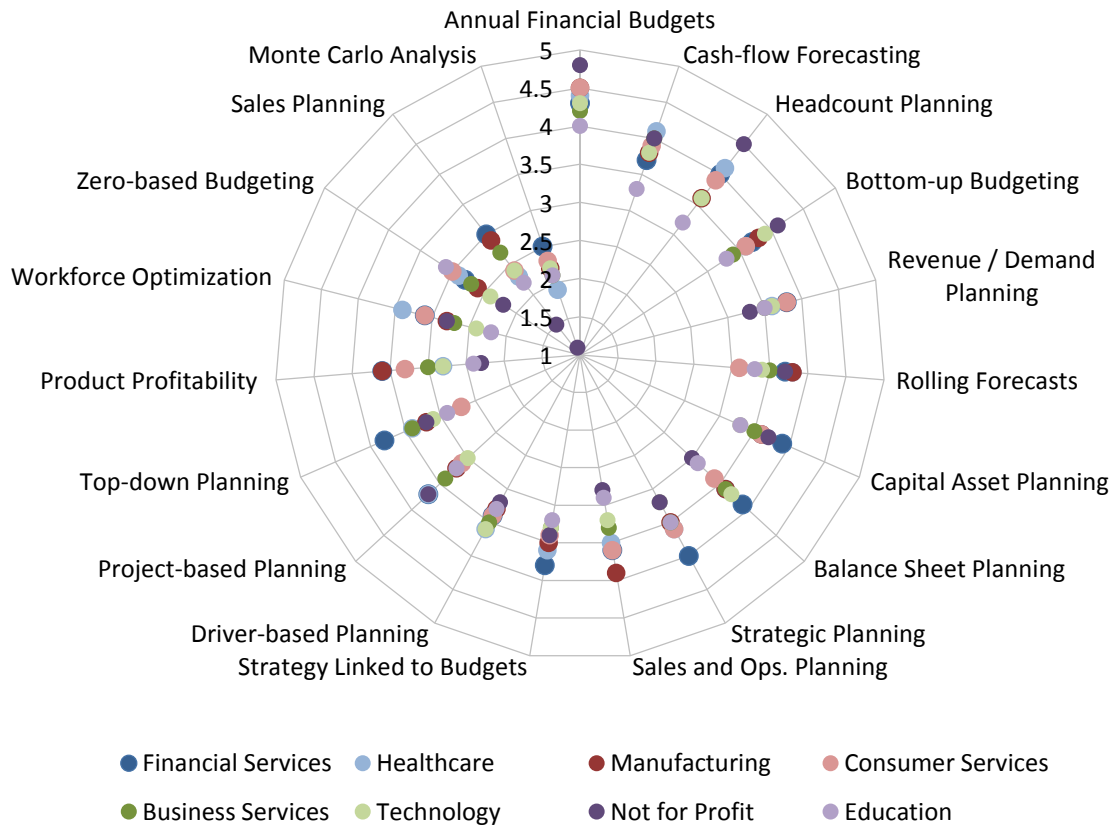 Annual Financial Budgets
Cash-flow Forecasting
Headcount Planning
Bottom-up Budgeting
Revenue / Demand
Planning
Rolling Forecasts
Capital Asset Planning
Balance Sheet Planning
Strategic Planning
Sales and Ops. Planning
Strategy Linked to Budgets
Driver-based Planning
Project-based Planning
Top-down Planning
Product Profitability
Workforce Optimization
Zero-based Budgeting
Sales Planning
Monte Carlo Analysis
5
4.5
4
3.5
3
2.5
2
1.5
1
Financial Services
Healthcare
Manufacturing
Consumer Services
Business Services
Technology
Not for Profit
Education